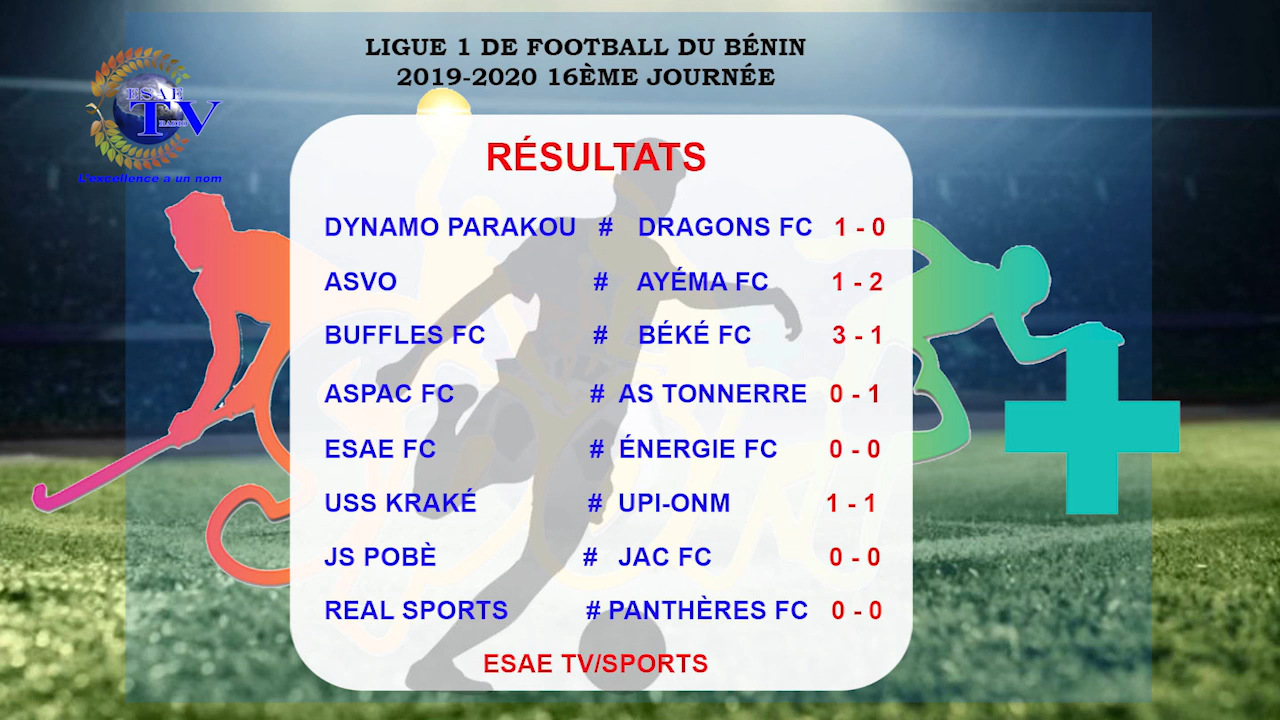 LIGUE 1 DE FOOTBALL DU BÉNIN
2019-2020 16ÈME JOURNÉE
ESAE
TV
RADIO
L'excellence a un nom
RÉSULTATS
DYNAMO PARAKOU # DRAGONS FC 1 - 0
ASVO # AYÉMA FC 1 - 2
BUFFLES FC # BÉKÉ FC 3 - 1
ASPAC FC # AS TONNERRE 0 - 1
ESAE FC # ÉNERGIE FC 0 - 0
USS KRAKÉ # UPI-ONM 1 - 1
JS POBÈ # JAC FC 0 - 0
REAL SPORTS # PANTHÈRES FC 0 - 0
ESAE TV/SPORTS